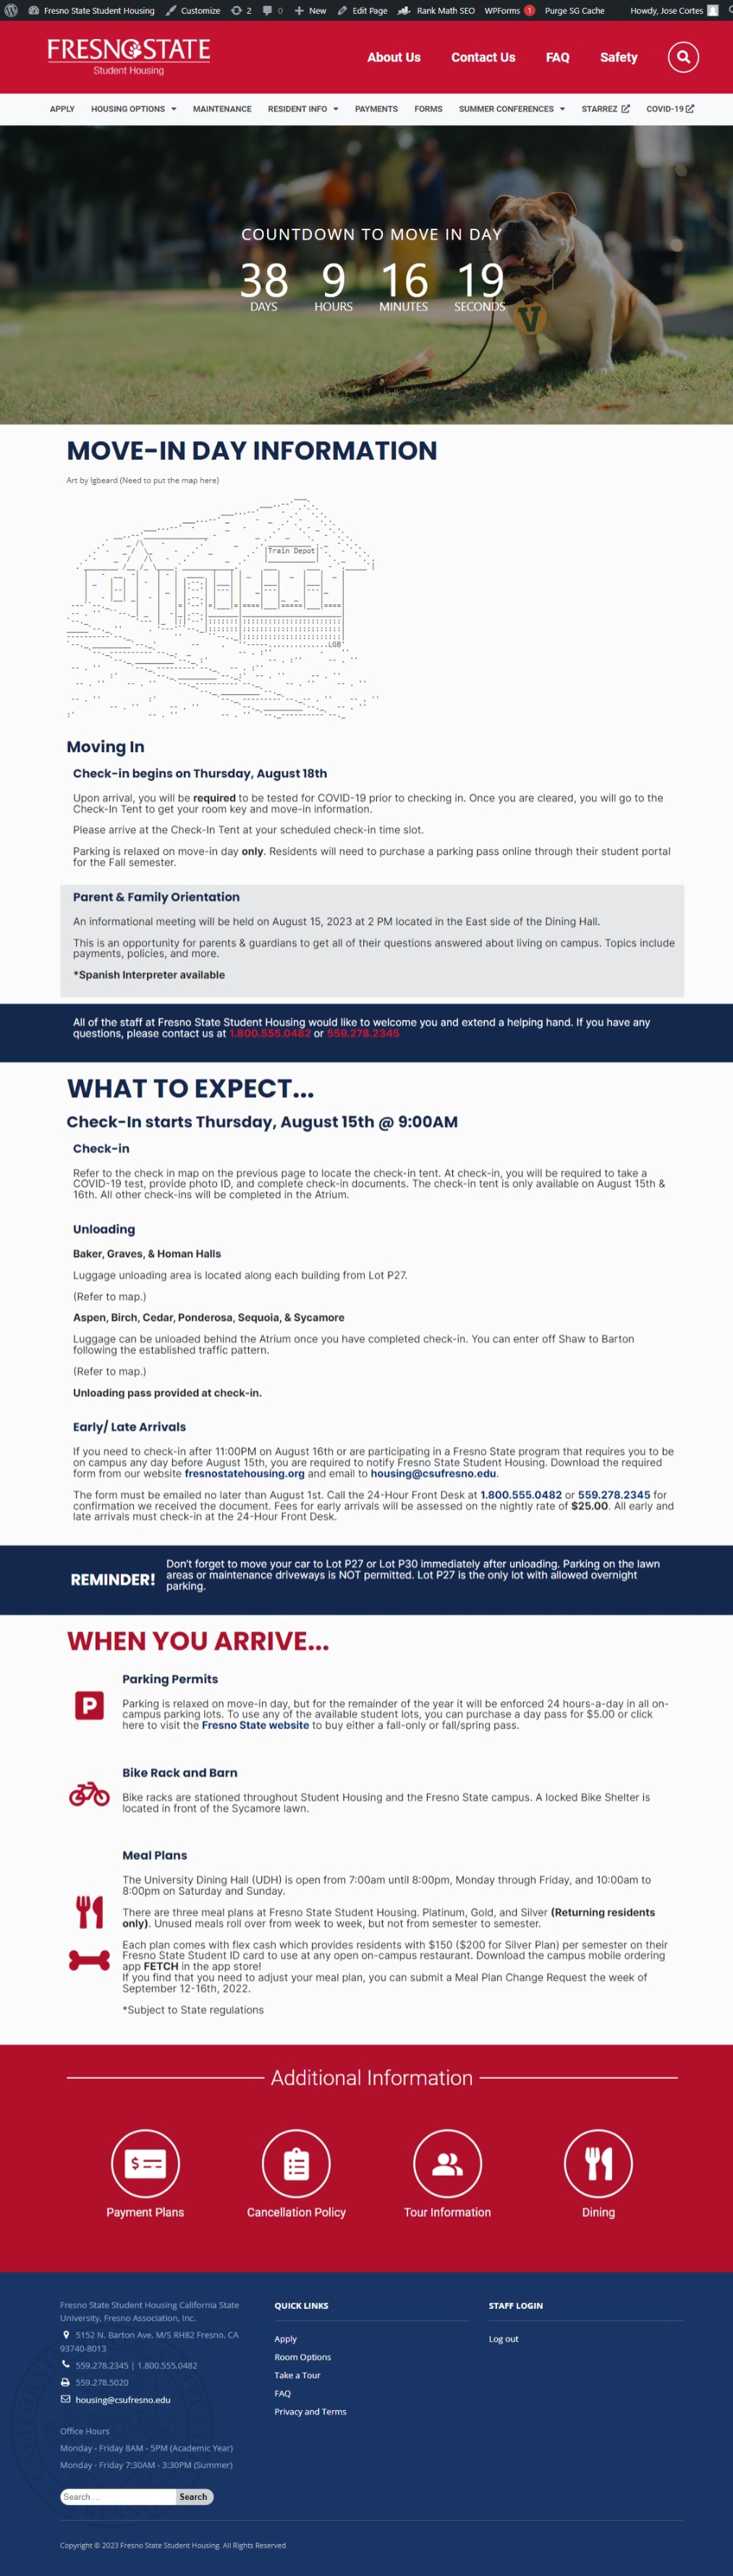 Fresno State Student Housing Customize 2 0 New Edit Page Rank Math SEO WPForms 1 Purge SG Cache Howdy, Jose Cortes
FRESNO STATE
Student Housing
About Us Contact Us FAQ Safety
APPLY HOUSING OPTIONS MAINTENANCE RESIDENT INFO PAYMENTS FORMS SUMMER CONFERENCES STARREZ COVID-19
COUNTDOWN TO MOVE IN DAY
38 9 16 19
DAYS HOURS MINUTES SECONDS
V
MOVE-IN DAY INFORMATION
Art by lgbeard (Need to put the map here)
Train Depot
LGB
Moving In
Check-in begins on Thursday, August 18th
Upon arrival, you will be required to be tested for COVID-19 prior to checking in. Once you are cleared, you will go to the
Check-In Tent to get your room key and move-in information.
Please arrive at the Check-In Tent at your scheduled check-in time slot.
Parking is relaxed on move-in day only. Residents will need to purchase a parking pass online through their student portal
for the Fall semester.
Parent & Family Orientation
An informational meeting will be held on August 15, 2023 at 2 PM located in the East side of the Dining Hall.
This is an opportunity for parents & guardians to get all of their questions answered about living on campus. Topics include
payments, policies, and more.
*Spanish Interpreter available
All of the staff at Fresno State Student Housing would like to welcome you and extend a helping hand. If you have any
questions, please contact us at 1.800.555.0482 or 559.278.2345
WHAT TO EXPECT...
Check-In starts Thursday, August 15th @ 9:00AM
Check-in
Refer to the check in map on the previous page to locate the check-in tent. At check-in, you will be required to take a
COVID-19 test, provide photo ID, and complete check-in documents. The check-in tent is only available on August 15th &
16th. All other check-ins will be completed in the Atrium.
Unloading
Baker, Graves, & Homan Halls
Luggage unloading area is located along each building from Lot P27.
(Refer to map.)
Aspen, Birch, Cedar, Ponderosa, Sequoia, & Sycamore
Luggage can be unloaded behind the Atrium once you have completed check-in. You can enter off Shaw to Barton
following the established traffic pattern.
(Refer to map.)
Unloading pass provided at check-in.
Early/ Late Arrivals
If you need to check-in after 11:00PM on August 16th or are participating in a Fresno State program that requires you to be
on campus any day before August 15th, you are required to notify Fresno State Student Housing. Download the required
form from our website fresnostatehousing.org and email to housing@csufresno.edu.
The form must be emailed no later than August 1st. Call the 24-Hour Front Desk at 1.800.555.0482 or 559.278.2345 for
confirmation we received the document. Fees for early arrivals will be assessed on the nightly rate of $25.00. All early and
late arrivals must check-in at the 24-Hour Front Desk.
REMINDER!
Don't forget to move your car to Lot P27 or Lot P30 immediately after unloading. Parking on the lawn
areas or maintenance driveways is NOT permitted. Lot P27 is the only lot with allowed overnight
parking.
WHEN YOU ARRIVE...
Parking Permits
P
Parking is relaxed on move-in day, but for the remainder of the year it will be enforced 24 hours-a-day in all on-
campus parking lots. To use any of the available student lots, you can purchase a day pass for $5.00 or click
here to visit the Fresno State website to buy either a fall-only or fall/spring pass.
Bike Rack and Barn
Bike racks are stationed throughout Student Housing and the Fresno State campus. A locked Bike Shelter is
located in front of the Sycamore lawn.
Meal Plans
The University Dining Hall (UDH) is open from 7:00am until 8:00pm, Monday through Friday, and 10:00am to
8:00pm on Saturday and Sunday.
There are three meal plans at Fresno State Student Housing. Platinum, Gold, and Silver (Returning residents
only). Unused meals roll over from week to week, but not from semester to semester.
Each plan comes with flex cash which provides residents with $150 ($200 for Silver Plan) per semester on their
Fresno State Student ID card to use at any open on-campus restaurant. Download the campus mobile ordering
app FETCH in the app store!
If you find that you need to adjust your meal plan, you can submit a Meal Plan Change Request the week of
September 12-16th, 2022.
*Subject to State regulations
Additional Information
Payment Plans Cancellation Policy Tour Information Dining
Fresno State Student Housing California State
University, Fresno Association, Inc.
5152 N. Barton Ave. M/S RH82 Fresno, CA
93740-8013
559.278.2345 | 1.800.555.0482
559.278.5020
housing@csufresno.edu
Office Hours
Monday - Friday 8AM - 5PM (Academic Year)
Monday - Friday 7:30AM - 3:30PM (Summer)
Search ... Search
QUICK LINKS
Apply
Room Options
Take a Tour
FAQ
Privacy and Terms
STAFF LOGIN
Log out
Copyright © 2023 Fresno State Student Housing. All Rights Reserved